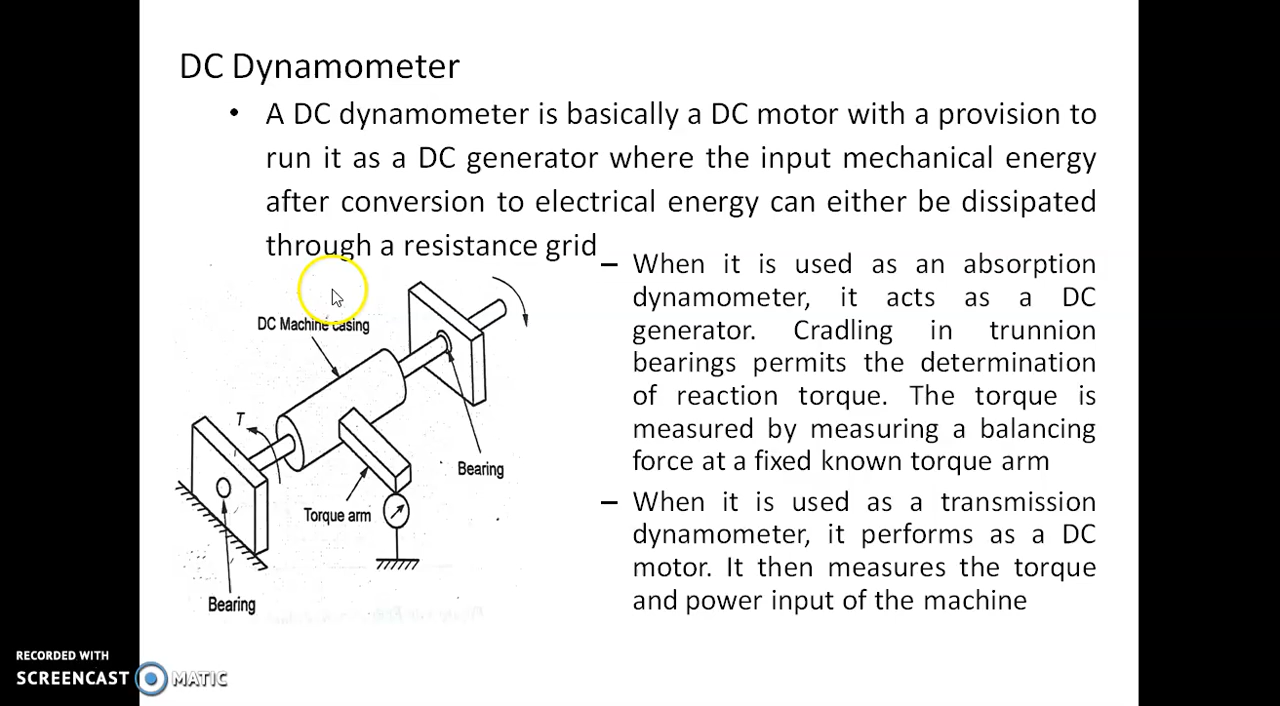 DC Dynamometer
• A DC dynamometer is basically a DC motor with a provision to
run it as a DC generator where the input mechanical energy
after conversion to electrical energy can either be dissipated
through a resistance grid
– When it is used as an absorption
dynamometer, it acts as a DC
generator. Cradling in trunnion
bearings permits the determination
of reaction torque. The torque is
measured by measuring a balancing
force at a fixed known torque arm
– When it is used as a transmission
dynamometer, it performs as a DC
motor. It then measures the torque
and power input of the machine
DC Machine casing
T
Bearing
Torque arm
Bearing
RECORDED WITH
SCREENCAST MATIC